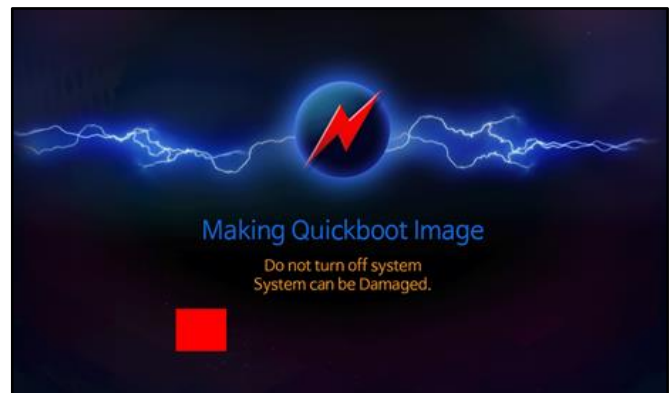 Making Quickboot Image
Do not turn off system
System can be Damaged.